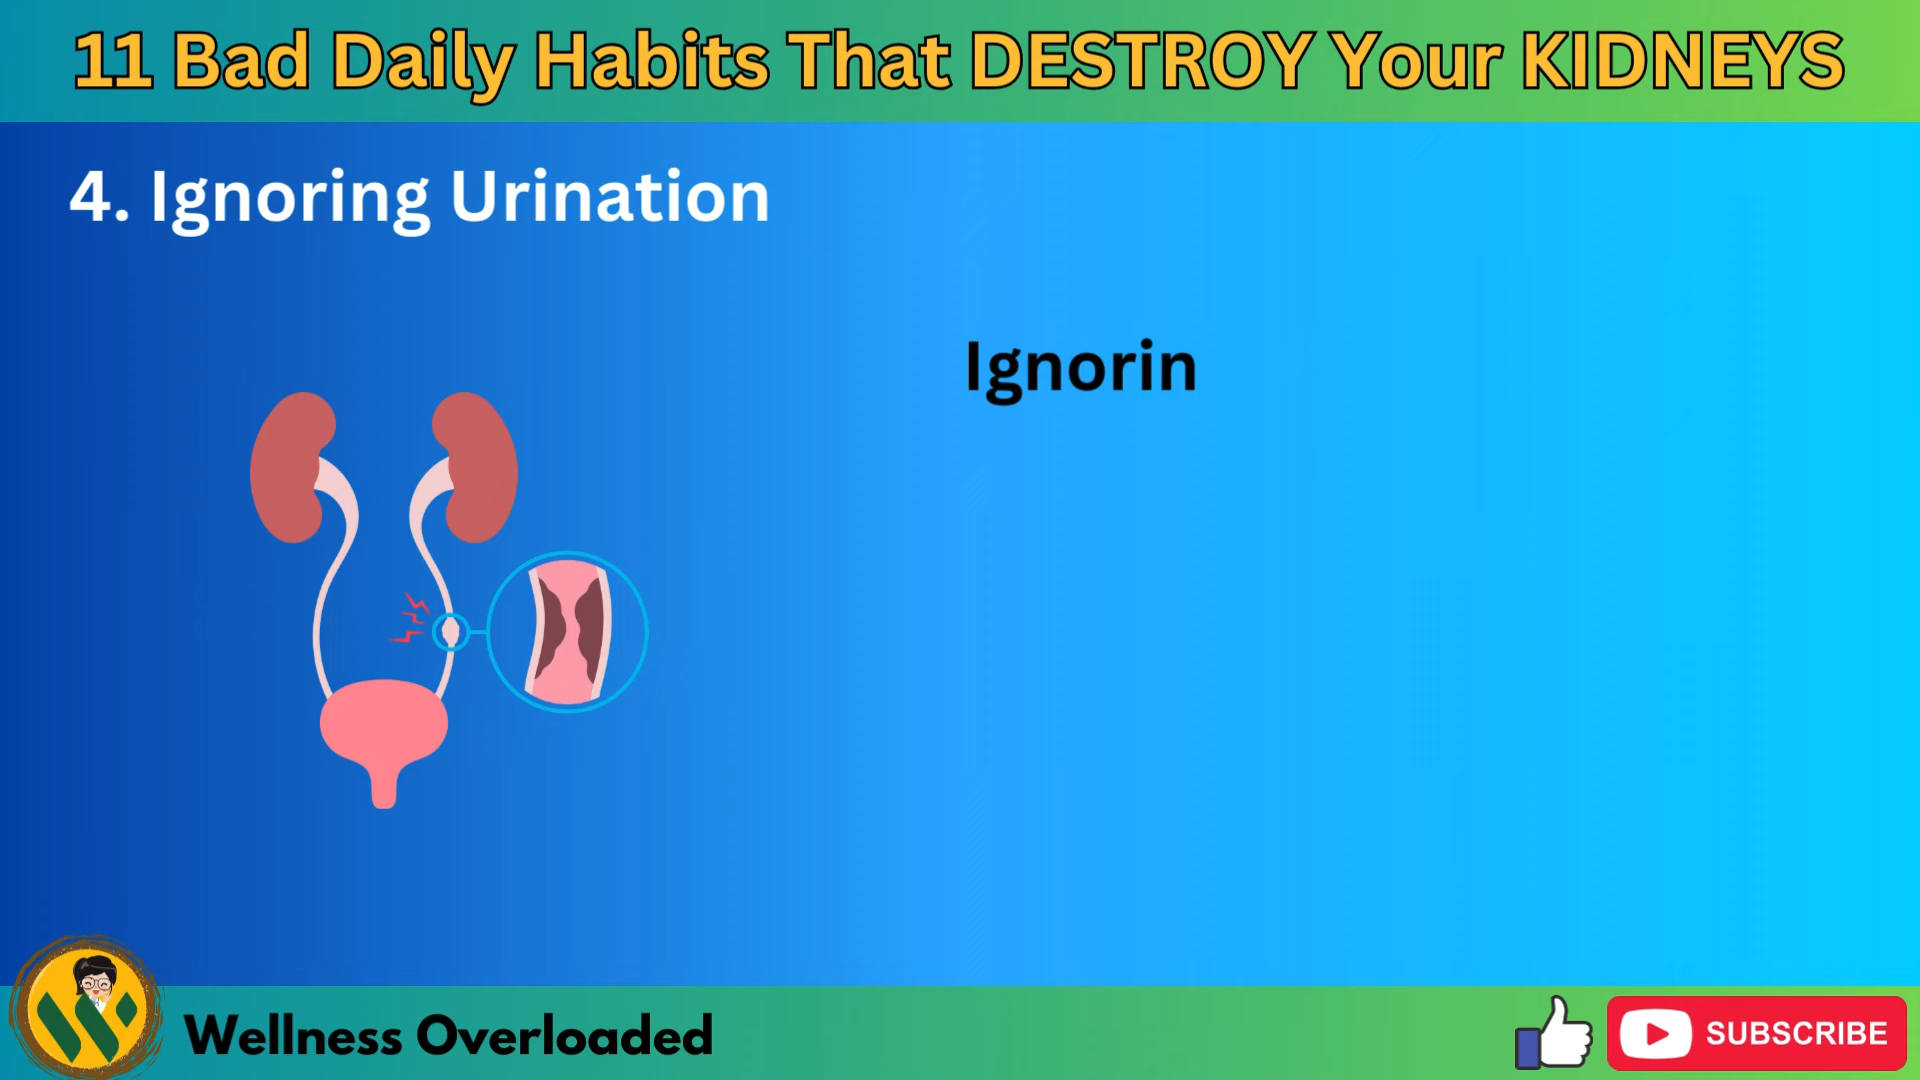 11 Bad Daily Habits That DESTROY Your KIDNEYS
4. Ignoring Urination
Ignorin
Wellness Overloaded
SUBSCRIBE